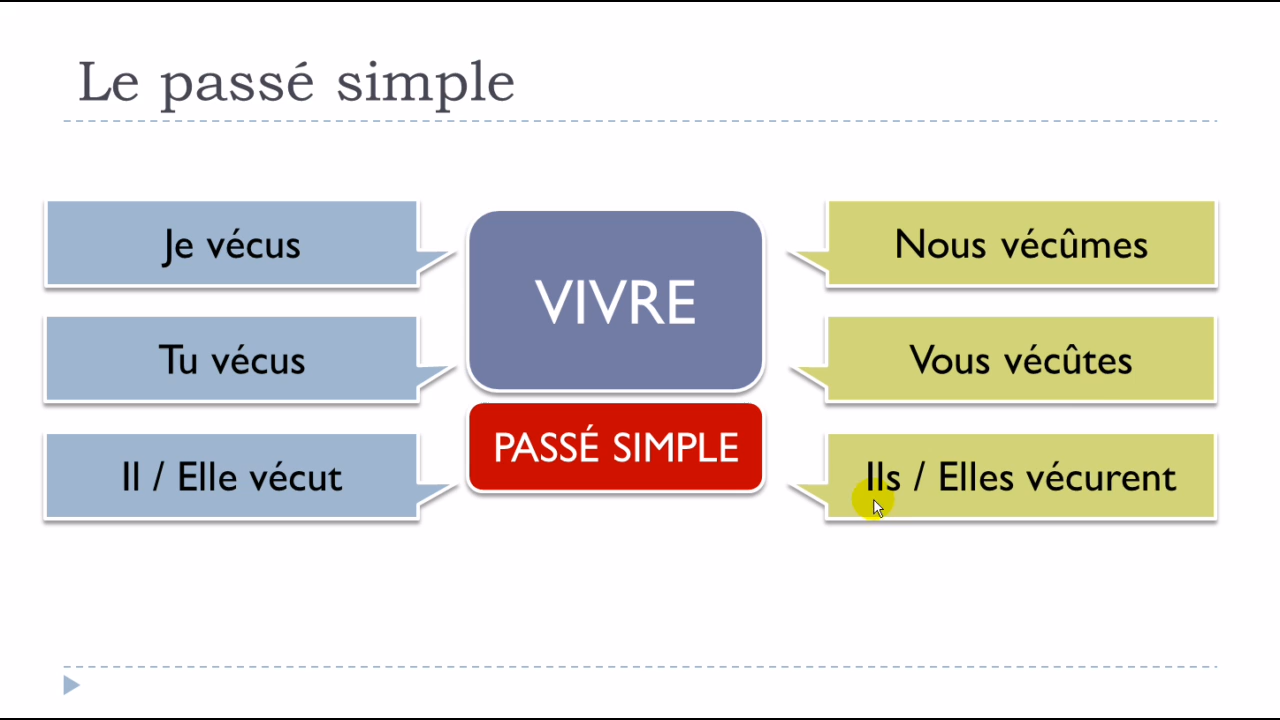 Le passé simple
Je vécus
Tu vécus
Il / Elle vécut
VIVRE
PASSÉ SIMPLE
Nous vécûmes
Vous vécûtes
Ils / Elles vécurent